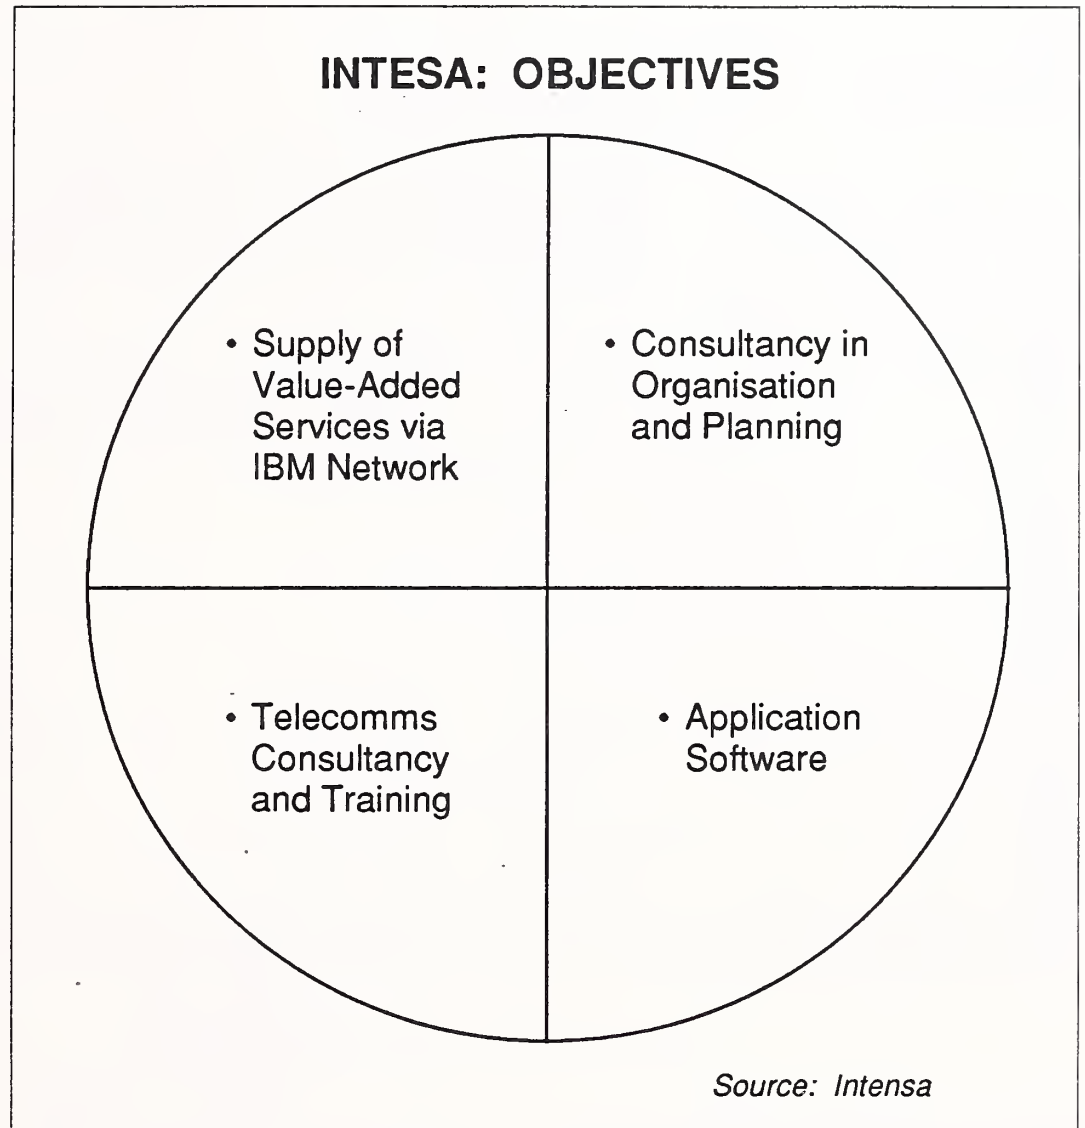 INTESA: OBJECTIVES
• Supply of
Value-Added
Services via
IBM Network
• Consultancy in
Organisation
and Planning
• Telecomms
Consultancy
and Training
• Application
Software
Source: Intensa